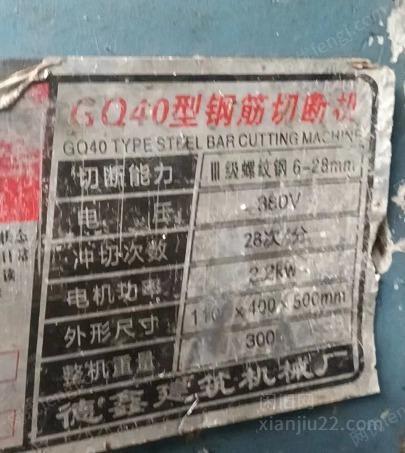 GQ40型钢筋切断机
GQ40 TYPE STEEL BAR CUTTING MACHINE
切断能力 Ⅲ级螺纹钢 6-28mm
电 压 380V
冲切次数 28次/分
电机功率 2.2kw
外形尺寸 ×400×500mm
整机重量 300
德鑫建筑机械厂
闲旧网
xianjiu22.com